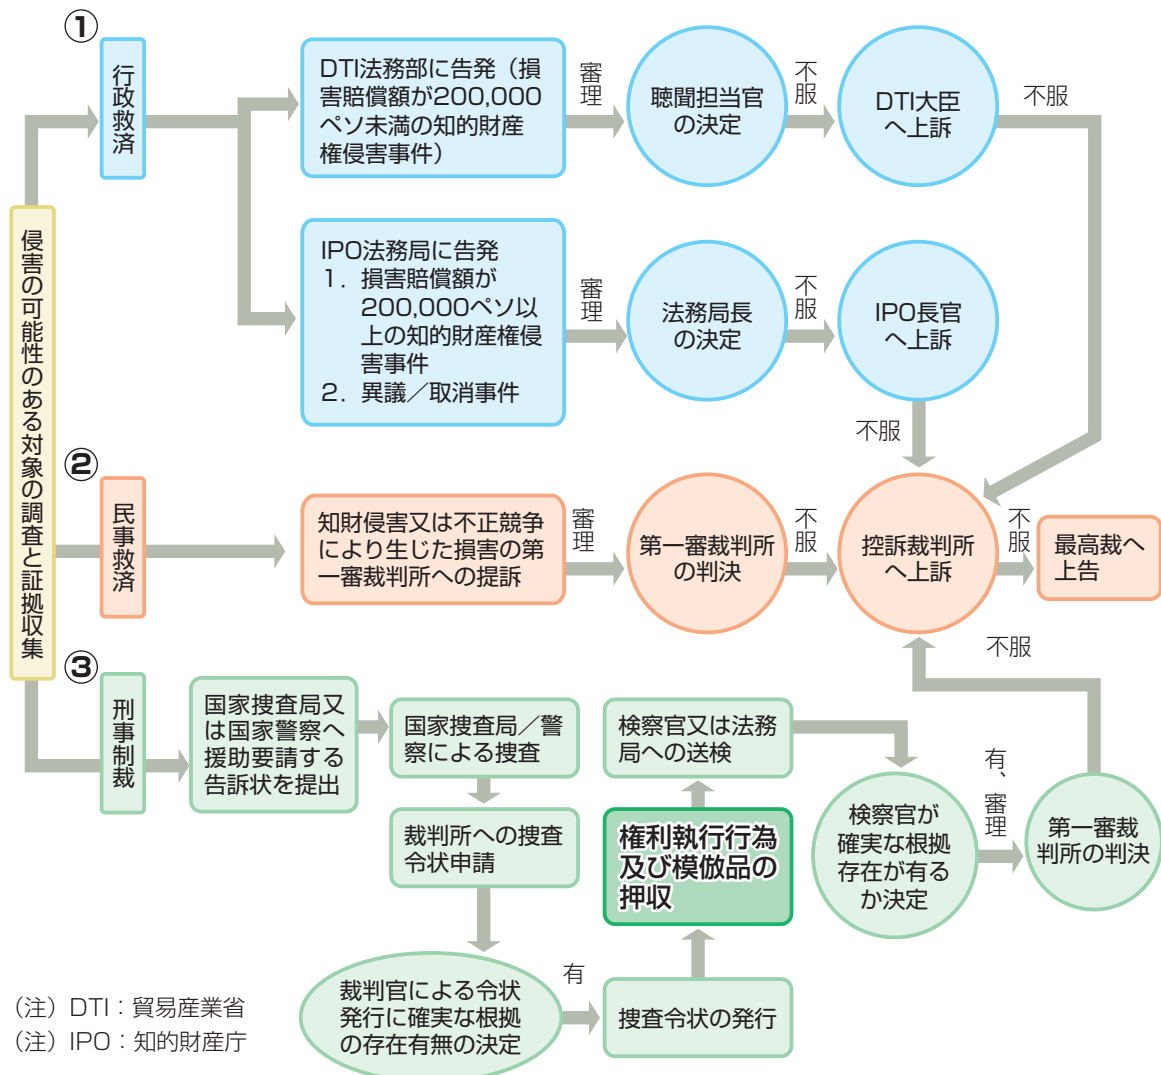 ①
行政救済
DTI法務部に告発（損
害賠償額が200,000
ペソ未満の知的財産
権侵害事件）
審理
聴聞担当官
の決定
不服
DTI大臣
へ上訴
不服
IPO法務局に告発
1．損害賠償額が
200,000ペソ以
上の知的財産権侵
害事件
2．異議／取消事件
審理
法務局長
の決定
不服
IPO長官
へ上訴
不服
侵害の可能性のある対象の調査と証拠収集
②
民事救済
知財侵害又は不正競争
により生じた損害の第
一審裁判所への提訴
審理
第一審裁判所
の判決
不服
控訴裁判所
へ上訴
不服
最高裁へ
上告
③
刑事制裁
国家捜査局又
は国家警察へ
援助要請する
告訴状を提出
国家捜査局／警
察による捜査
裁判所への捜査
令状申請
裁判官による令状
発行に確実な根拠
の存在有無の決定
有
捜査令状の発行
権利執行行為
及び模倣品の
押収
検察官又は法務
局への送検
検察官が
確実な根拠
存在が有る
か決定
有、審理
第一審裁
判所の判決
不服
（注）DTI：貿易産業省
（注）IPO：知的財産庁